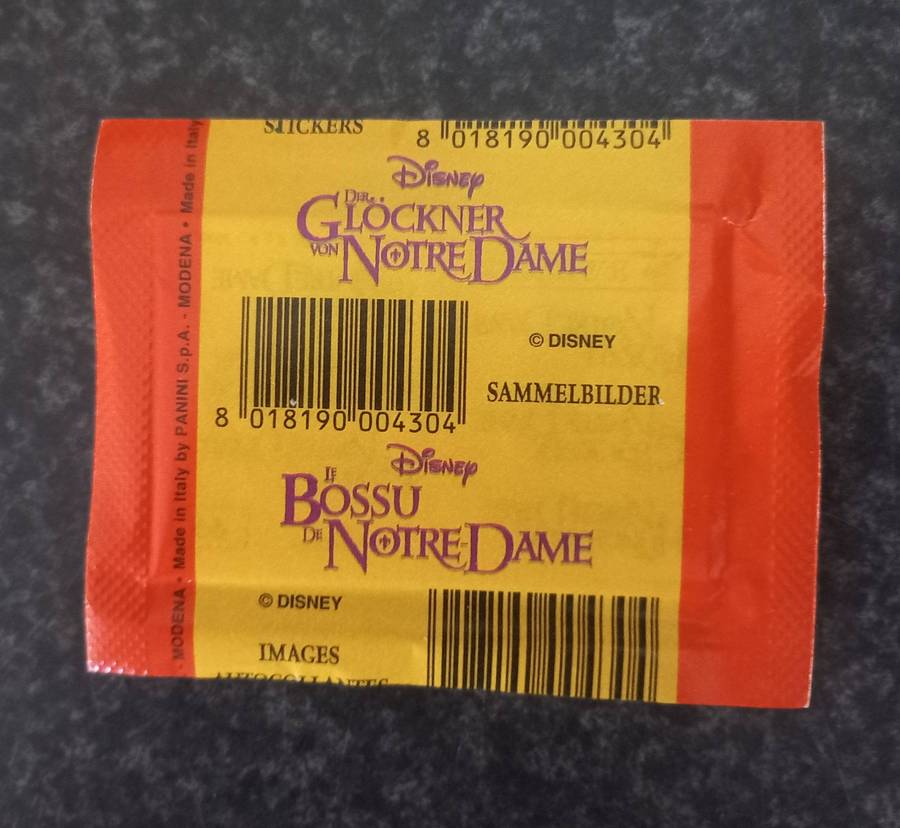 STICKERS
8 018190 004304
Disney
DER
GLÖCKNER
VON NOTRE DAME
© DISNEY
SAMMELBILDER
8 018190 004304
Disney
LE
BOSSU
DE NOTRE-DAME
© DISNEY
IMAGES
AUTOCOLLANTES
MODENA • Made in Italy by PANINI S.p.A. - MODENA • Made in Italy